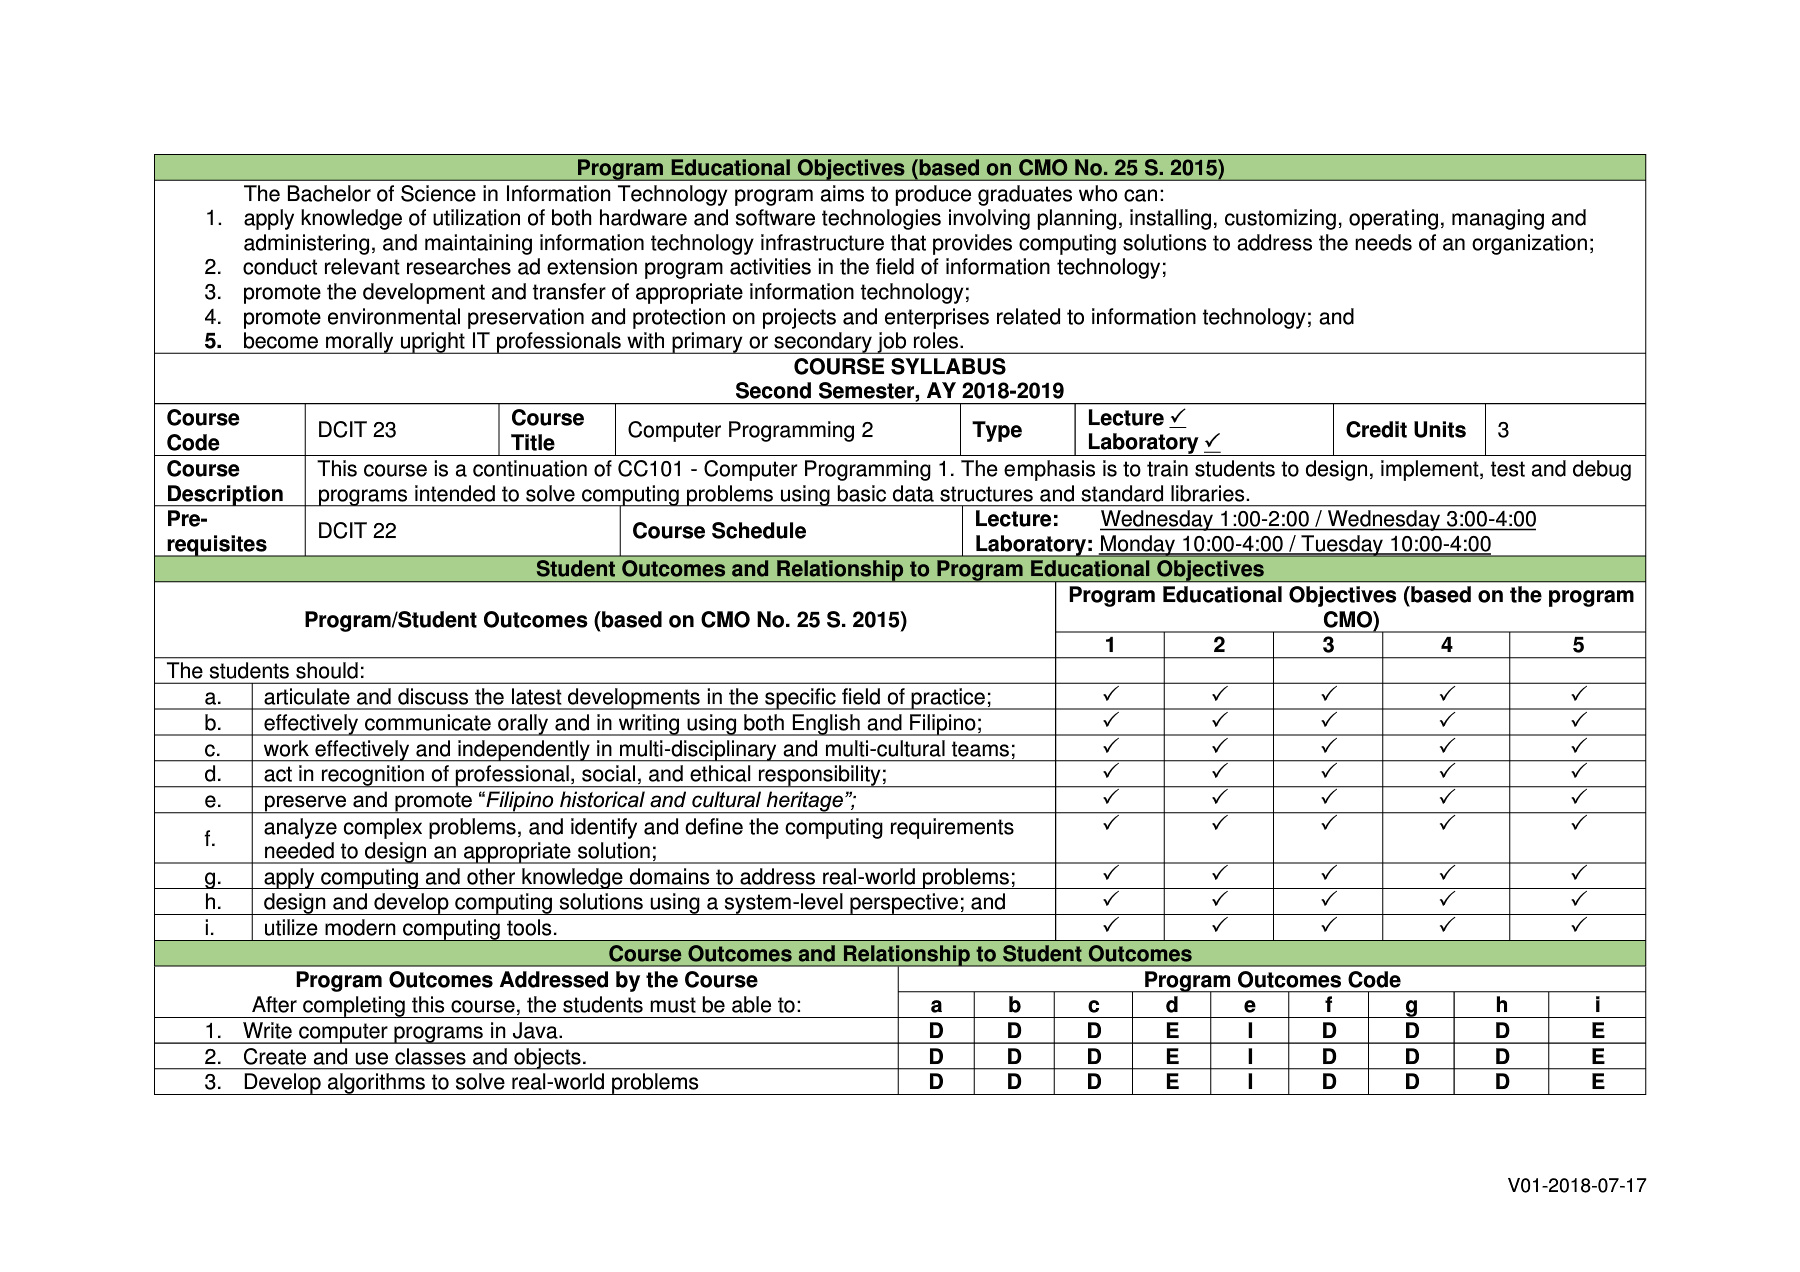 Program Educational Objectives (based on CMO No. 25 S. 2015)
The Bachelor of Science in Information Technology program aims to produce graduates who can:
1. apply knowledge of utilization of both hardware and software technologies involving planning, installing, customizing, operating, managing and
administering, and maintaining information technology infrastructure that provides computing solutions to address the needs of an organization;
2. conduct relevant researches ad extension program activities in the field of information technology;
3. promote the development and transfer of appropriate information technology;
4. promote environmental preservation and protection on projects and enterprises related to information technology; and
5. become morally upright IT professionals with primary or secondary job roles.
COURSE SYLLABUS
Second Semester, AY 2018-2019
Course Code DCIT 23 Course Title Computer Programming 2 Type Lecture ✓ Laboratory ✓ Credit Units 3
Course Description This course is a continuation of CC101 - Computer Programming 1. The emphasis is to train students to design, implement, test and debug
programs intended to solve computing problems using basic data structures and standard libraries.
Pre-requisites DCIT 22 Course Schedule Lecture: Wednesday 1:00-2:00 / Wednesday 3:00-4:00
Laboratory: Monday 10:00-4:00 / Tuesday 10:00-4:00
Student Outcomes and Relationship to Program Educational Objectives
Program/Student Outcomes (based on CMO No. 25 S. 2015) Program Educational Objectives (based on the program
CMO)
1 2 3 4 5
The students should:
a. articulate and discuss the latest developments in the specific field of practice; ✓ ✓ ✓ ✓ ✓
b. effectively communicate orally and in writing using both English and Filipino; ✓ ✓ ✓ ✓ ✓
c. work effectively and independently in multi-disciplinary and multi-cultural teams; ✓ ✓ ✓ ✓ ✓
d. act in recognition of professional, social, and ethical responsibility; ✓ ✓ ✓ ✓ ✓
e. preserve and promote “Filipino historical and cultural heritage”; ✓ ✓ ✓ ✓ ✓
f. analyze complex problems, and identify and define the computing requirements
needed to design an appropriate solution; ✓ ✓ ✓ ✓ ✓
g. apply computing and other knowledge domains to address real-world problems; ✓ ✓ ✓ ✓ ✓
h. design and develop computing solutions using a system-level perspective; and ✓ ✓ ✓ ✓ ✓
i. utilize modern computing tools. ✓ ✓ ✓ ✓ ✓
Course Outcomes and Relationship to Student Outcomes
Program Outcomes Addressed by the Course Program Outcomes Code
After completing this course, the students must be able to: a b c d e f g h i
1. Write computer programs in Java. D D D E I D D D E
2. Create and use classes and objects. D D D E I D D D E
3. Develop algorithms to solve real-world problems D D D E I D D D E
V01-2018-07-17